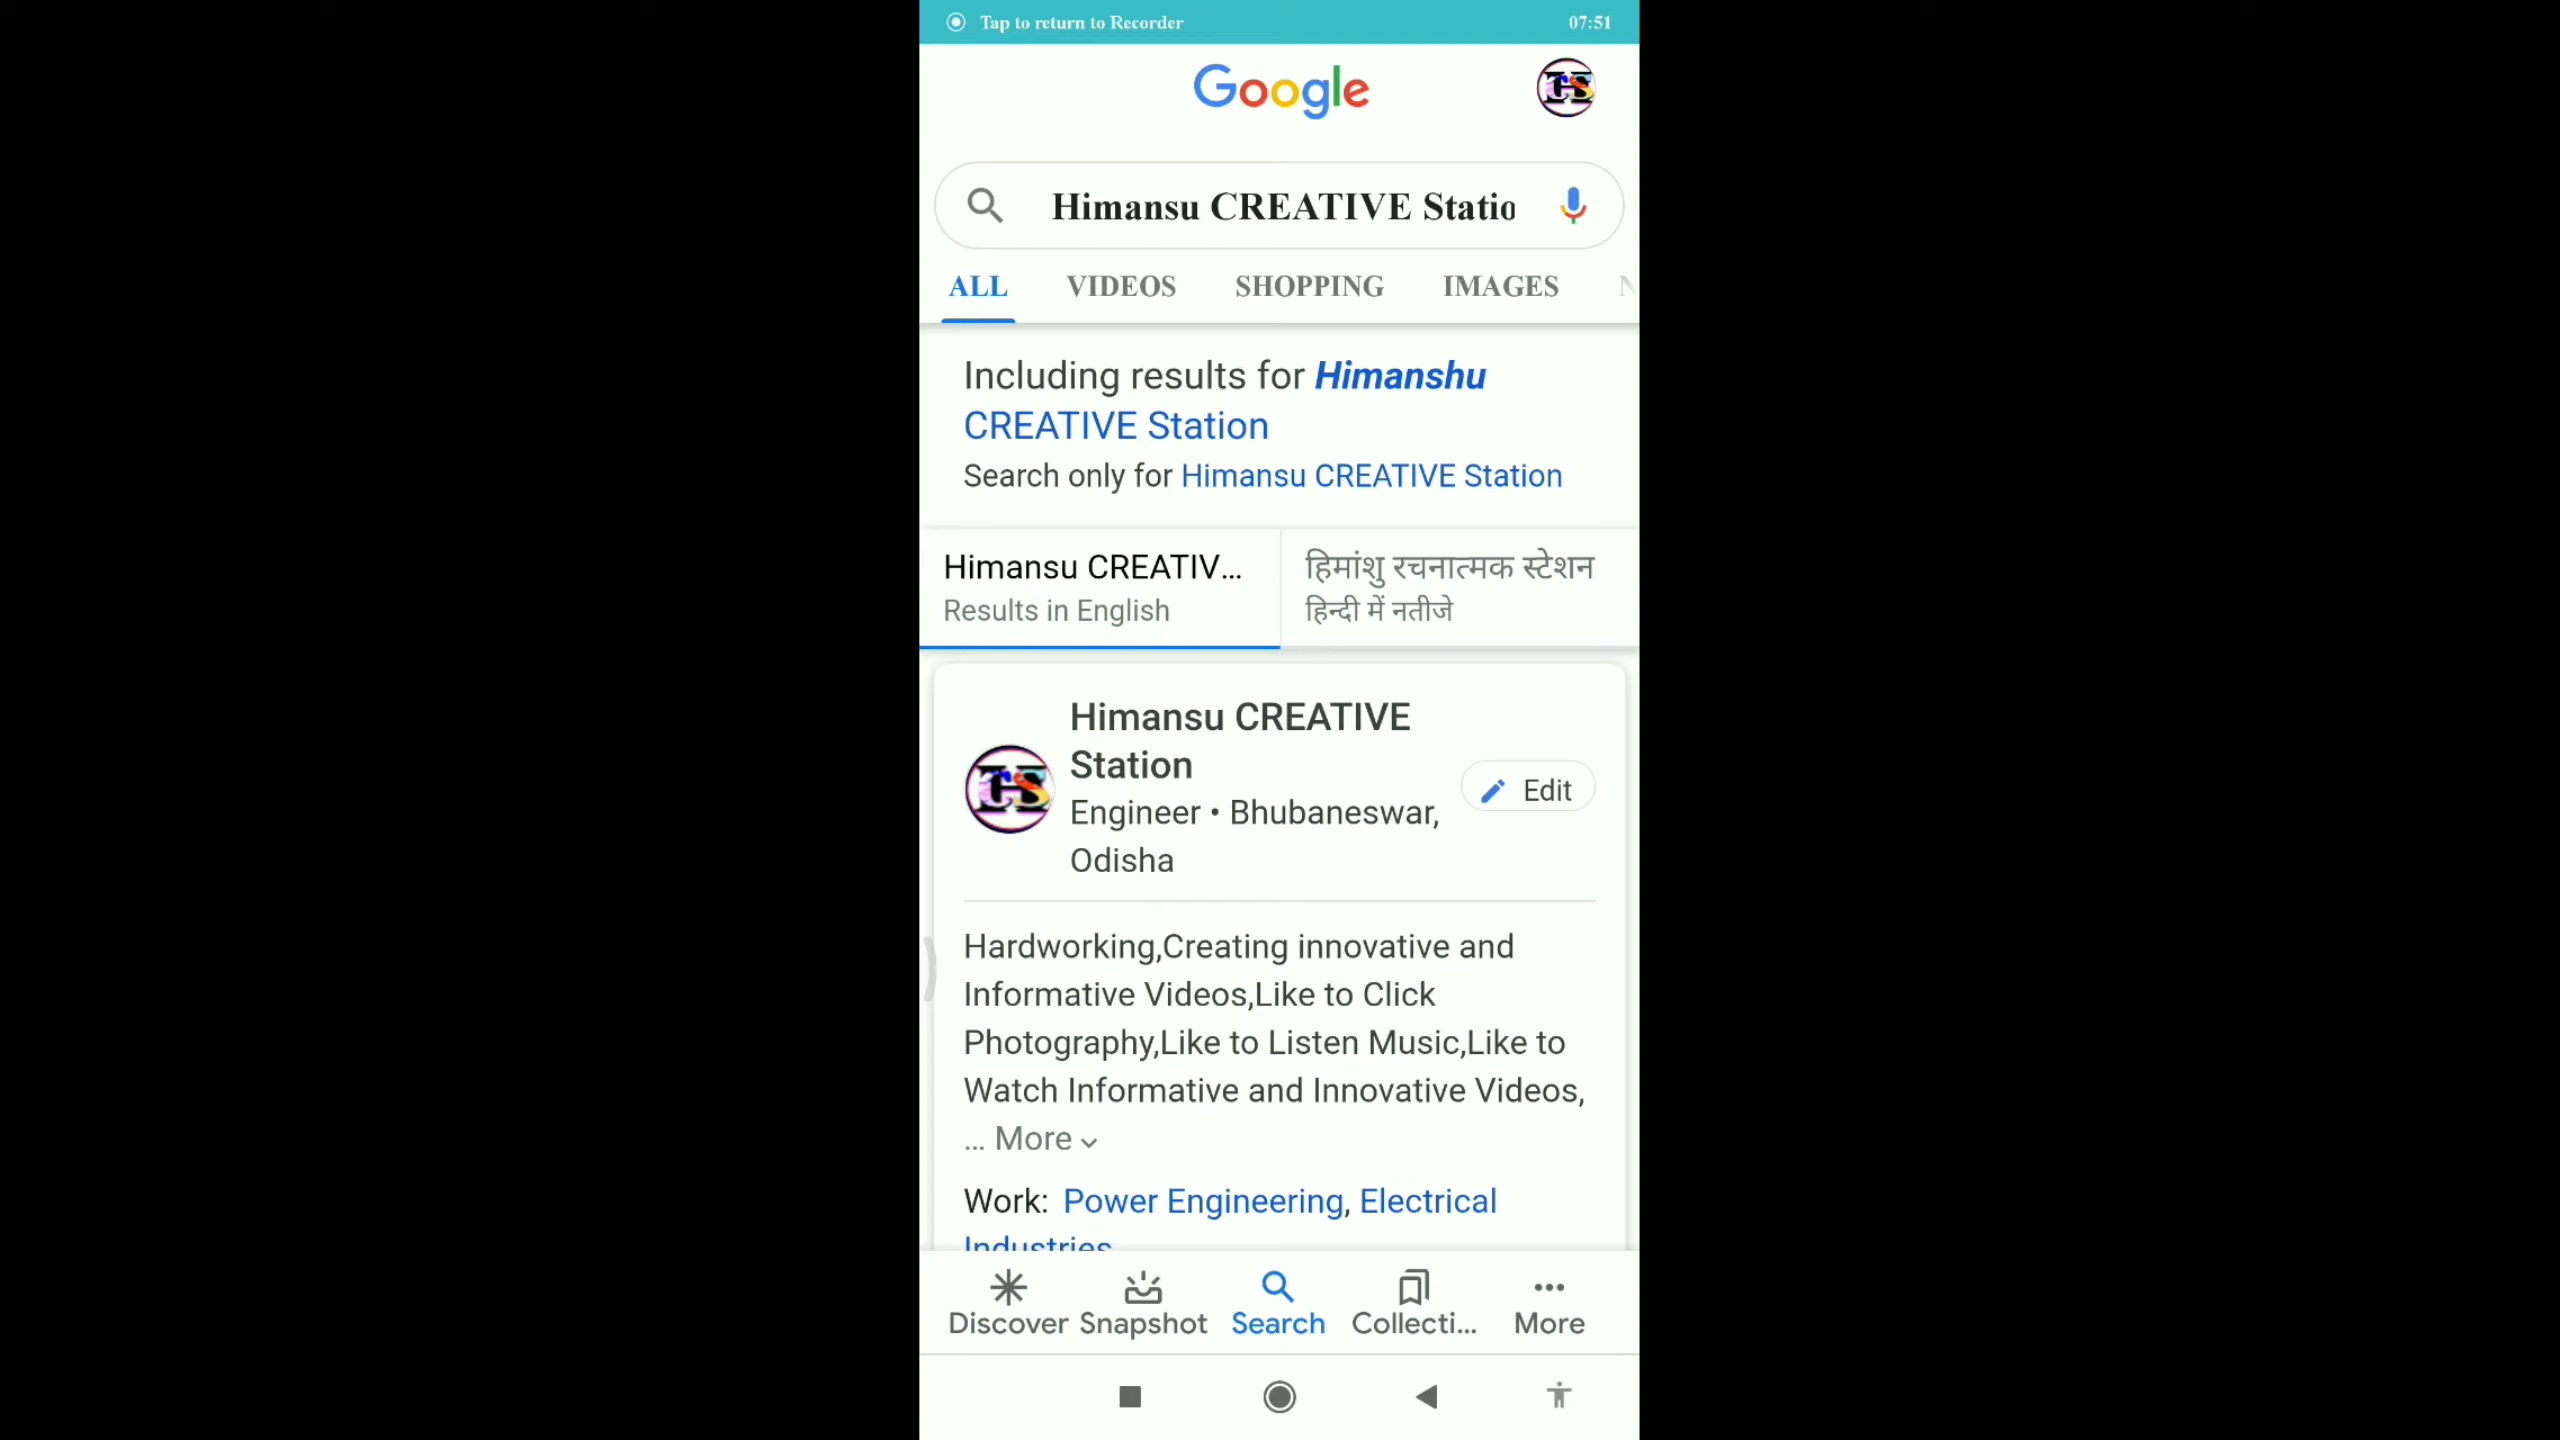 Tap to return to Recorder 07:51
Google
Himansu CREATIVE Statio
ALL VIDEOS SHOPPING IMAGES N
Including results for Himanshu
CREATIVE Station
Search only for Himansu CREATIVE Station
Himansu CREATIV...
Results in English
हिमांशु रचनात्मक स्टेशन
हिन्दी में नतीजे
Himansu CREATIVE
Station
Engineer • Bhubaneswar,
Odisha
Edit
Hardworking,Creating innovative and
Informative Videos,Like to Click
Photography,Like to Listen Music,Like to
Watch Informative and Innovative Videos,
... More
Work: Power Engineering, Electrical
Industries
Discover Snapshot Search Collecti... More